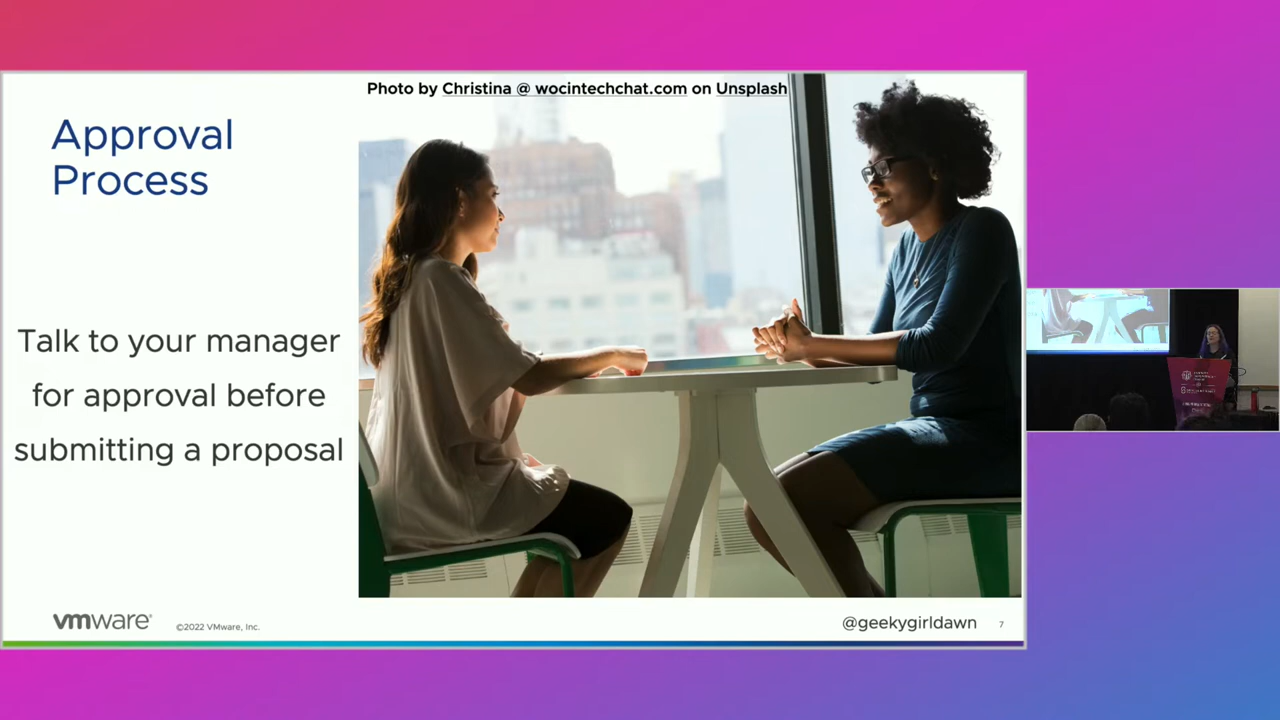 Photo by Christina @ wocintechchat.com on Unsplash
Approval
Process
Talk to your manager
for approval before
submitting a proposal
vmware®
©2022 VMware, Inc.
@geekygirldawn
7